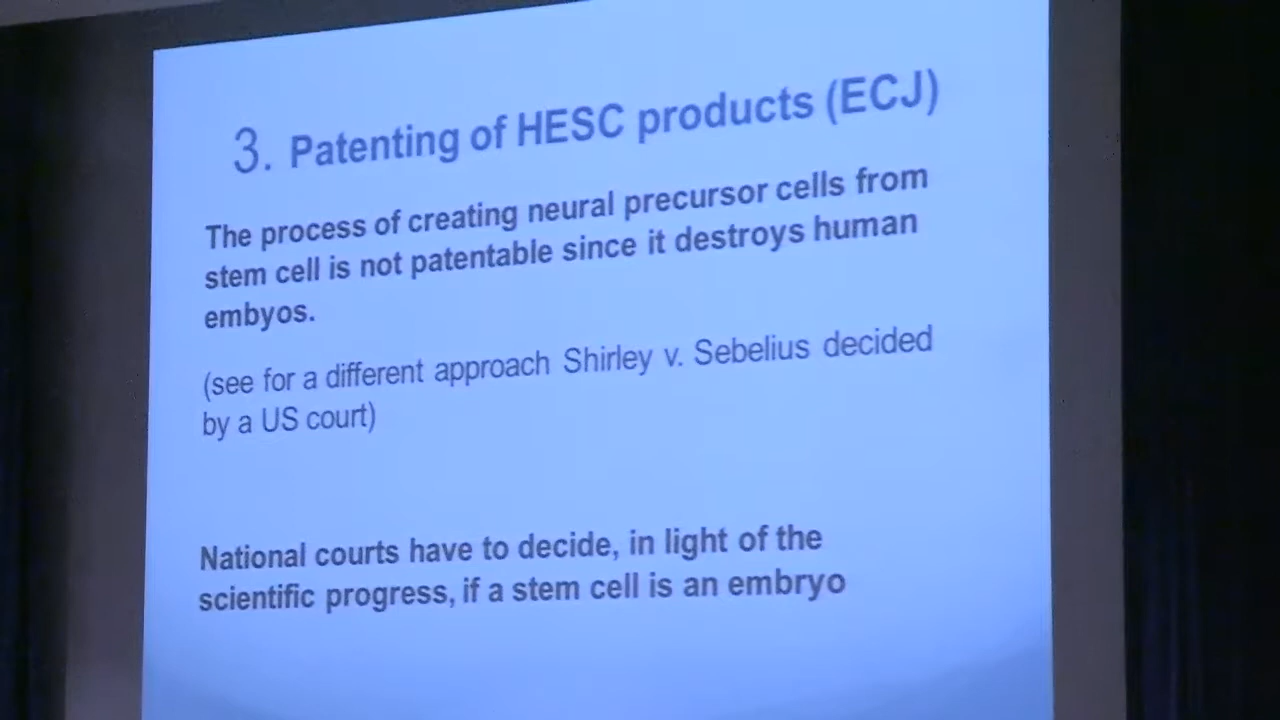 3. Patenting of HESC products (ECJ)
The process of creating neural precursor cells from
stem cell is not patentable since it destroys human
embyos.
(see for a different approach Shirley v. Sebelius decided
by a US court)
National courts have to decide, in light of the
scientific progress, if a stem cell is an embryo